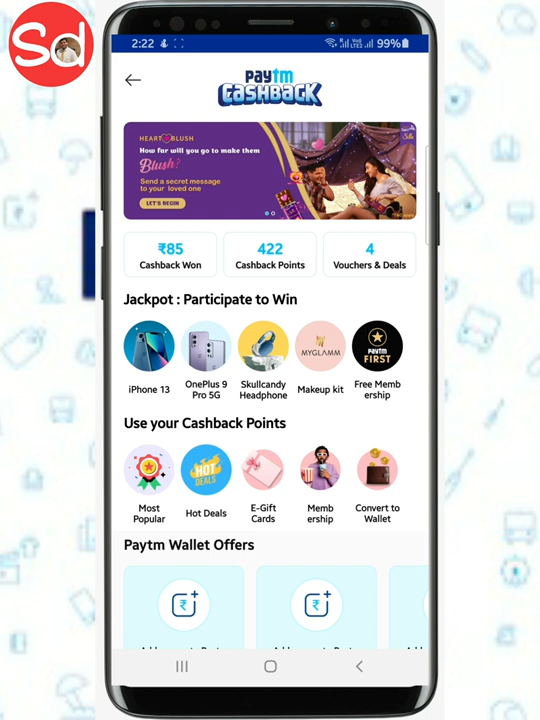 Sd
2:22
99%
paytm
CASHBACK
HEART BLUSH
How far will you go to make them
Blush?
Send a secret message
to your loved one
LET'S BEGIN
Silk
₹85
Cashback Won
422
Cashback Points
4
Vouchers & Deals
Jackpot : Participate to Win
MYGLAMM
paytm
FIRST
iPhone 13
OnePlus 9
Pro 5G
Skullcandy
Headphone
Makeup kit
Free Memb
ership
Use your Cashback Points
HOT
DEALS
Most
Popular
Hot Deals
E-Gift
Cards
Memb
ership
Convert to
Wallet
Paytm Wallet Offers
₹
₹